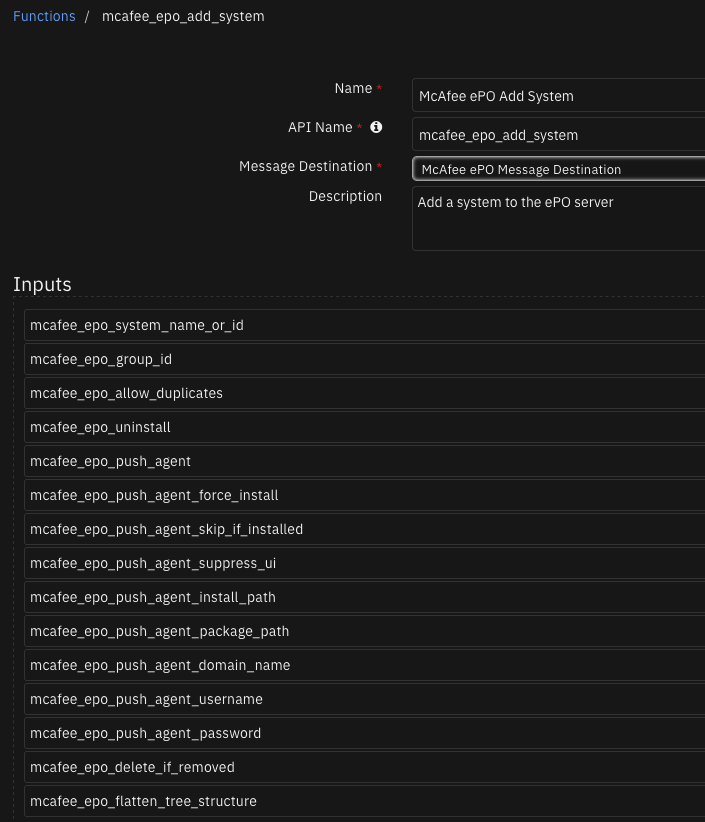 Functions / mcafee_epo_add_system
Name *
McAfee ePO Add System
API Name *
mcafee_epo_add_system
Message Destination *
McAfee ePO Message Destination
Description
Add a system to the ePO server
Inputs
mcafee_epo_system_name_or_id
mcafee_epo_group_id
mcafee_epo_allow_duplicates
mcafee_epo_uninstall
mcafee_epo_push_agent
mcafee_epo_push_agent_force_install
mcafee_epo_push_agent_skip_if_installed
mcafee_epo_push_agent_suppress_ui
mcafee_epo_push_agent_install_path
mcafee_epo_push_agent_package_path
mcafee_epo_push_agent_domain_name
mcafee_epo_push_agent_username
mcafee_epo_push_agent_password
mcafee_epo_delete_if_removed
mcafee_epo_flatten_tree_structure